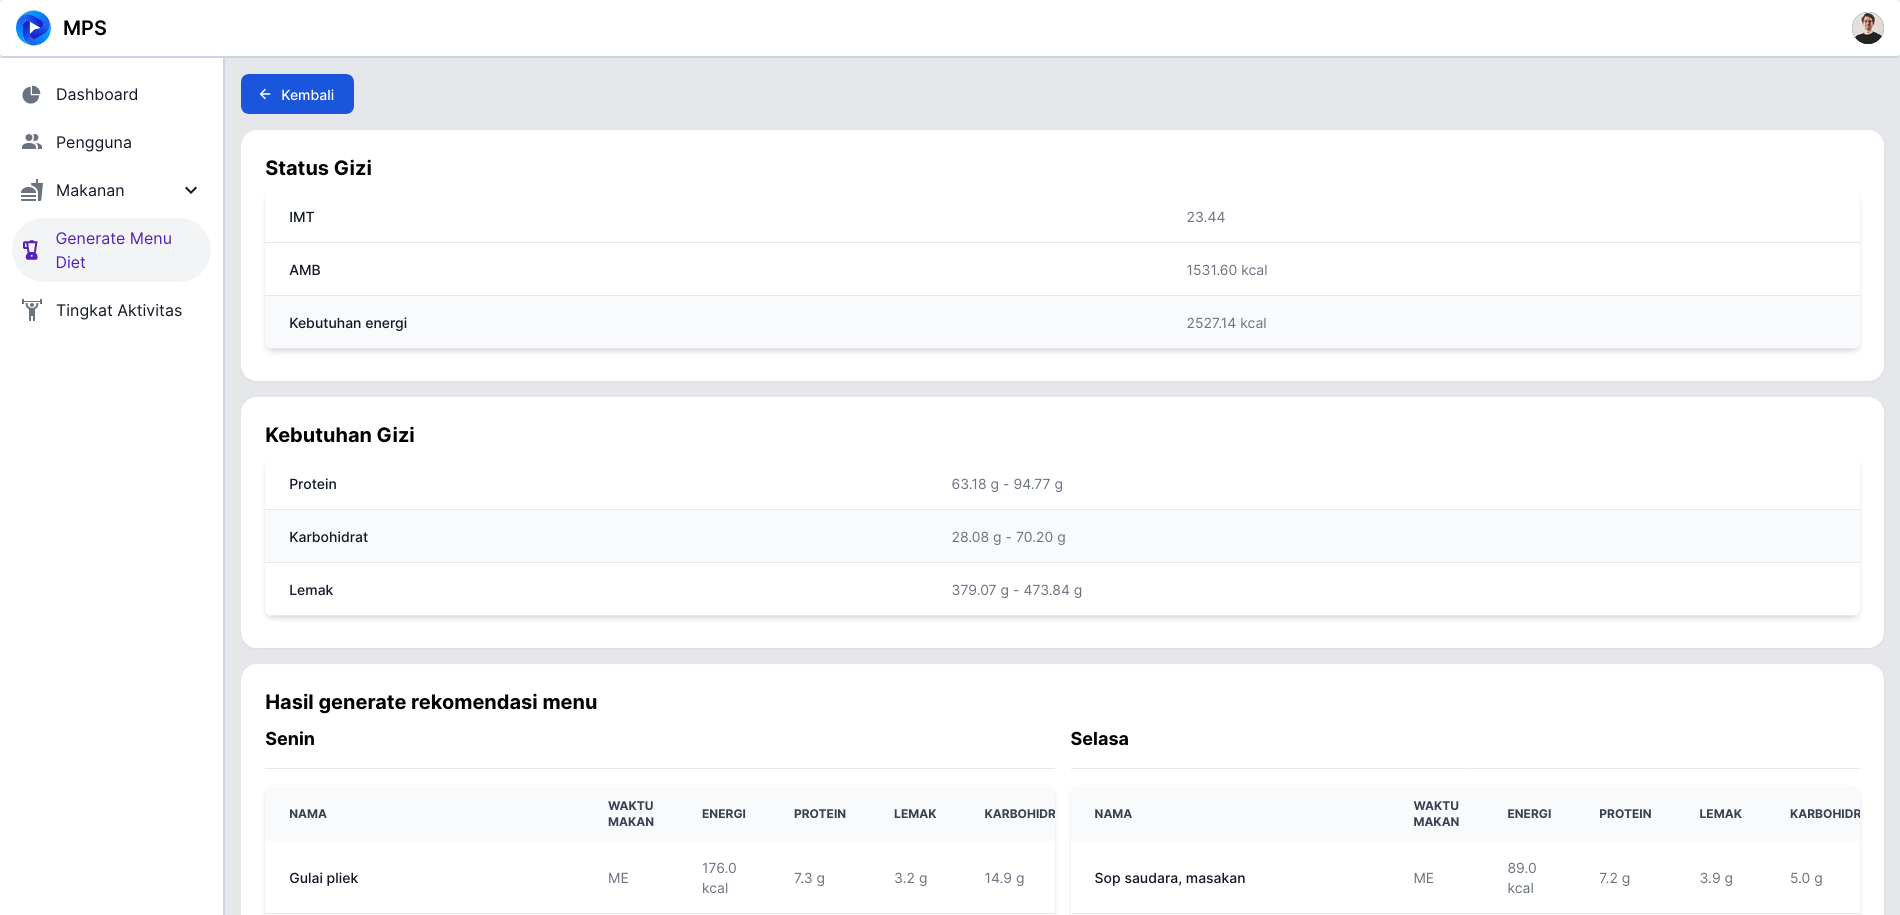 MPS
Dashboard
Pengguna
Makanan
Generate Menu
Diet
Tingkat Aktivitas
Kembali
Status Gizi
IMT 23.44
AMB 1531.60 kcal
Kebutuhan energi 2527.14 kcal
Kebutuhan Gizi
Protein 63.18 g - 94.77 g
Karbohidrat 28.08 g - 70.20 g
Lemak 379.07 g - 473.84 g
Hasil generate rekomendasi menu
Senin
NAMA WAKTU MAKAN ENERGI PROTEIN LEMAK KARBOHIDR
Gulai pliek ME 176.0 kcal 7.3 g 3.2 g 14.9 g
Selasa
NAMA WAKTU MAKAN ENERGI PROTEIN LEMAK KARBOHIDR
Sop saudara, masakan ME 89.0 kcal 7.2 g 3.9 g 5.0 g